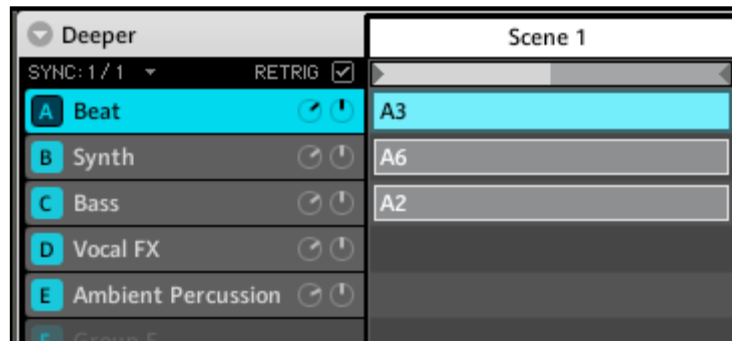 Deeper
Scene 1
SYNC: 1 / 1
RETRIG
A Beat
A3
B Synth
A6
C Bass
A2
D Vocal FX
E Ambient Percussion